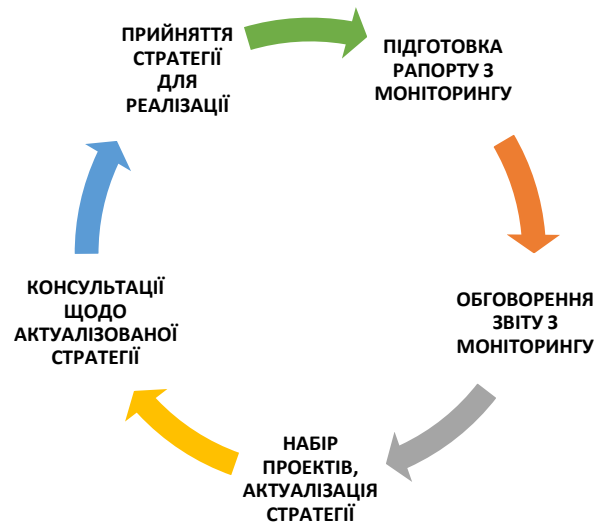 ПРИЙНЯТТЯ
СТРАТЕГІЇ
ДЛЯ
РЕАЛІЗАЦІЇ
ПІДГОТОВКА
РАПОРТУ З
МОНІТОРИНГУ
ОБГОВОРЕННЯ
ЗВІТУ З
МОНІТОРИНГУ
НАБІР
ПРОЕКТІВ,
АКТУАЛІЗАЦІЯ
СТРАТЕГІЇ
КОНСУЛЬТАЦІЇ
ЩОДО
АКТУАЛІЗОВАНОЇ
СТРАТЕГІЇ